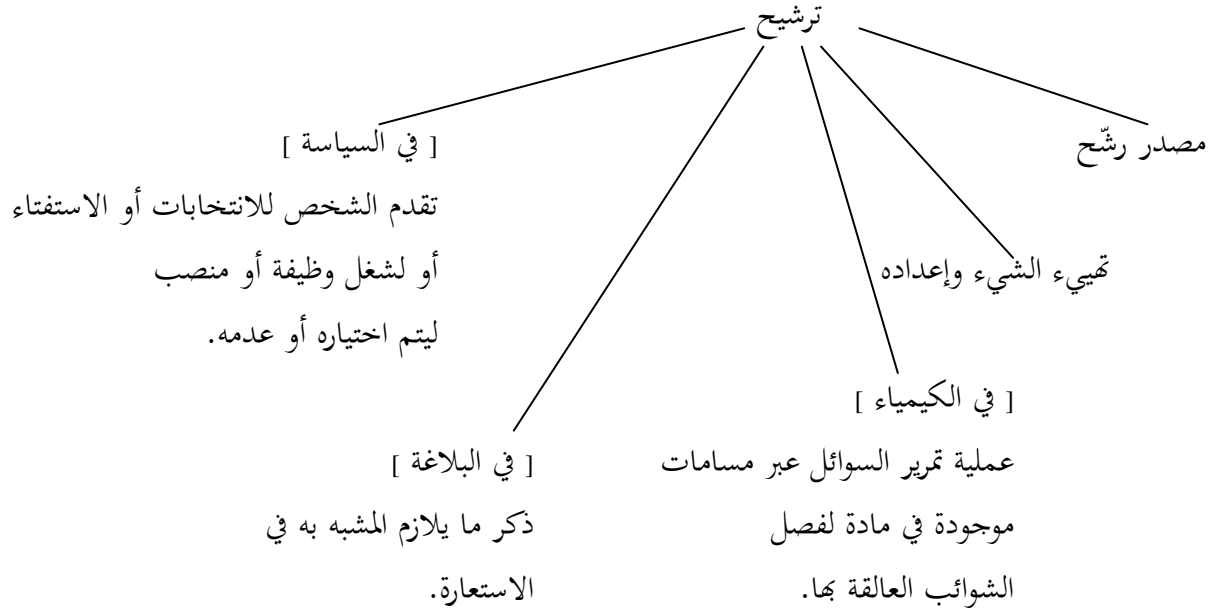 ترشيح
مصدر رشّح
تهييء الشيء وإعداده
[ في الكيمياء ]
عملية تمرير السوائل عبر مسامات
موجودة في مادة لفصل
الشوائب العالقة بها.
[ في البلاغة ]
ذكر ما يلازم المشبه به في
الاستعارة.
[ في السياسة ]
تقدم الشخص للانتخابات أو الاستفتاء
أو لشغل وظيفة أو منصب
ليتم اختياره أو عدمه.